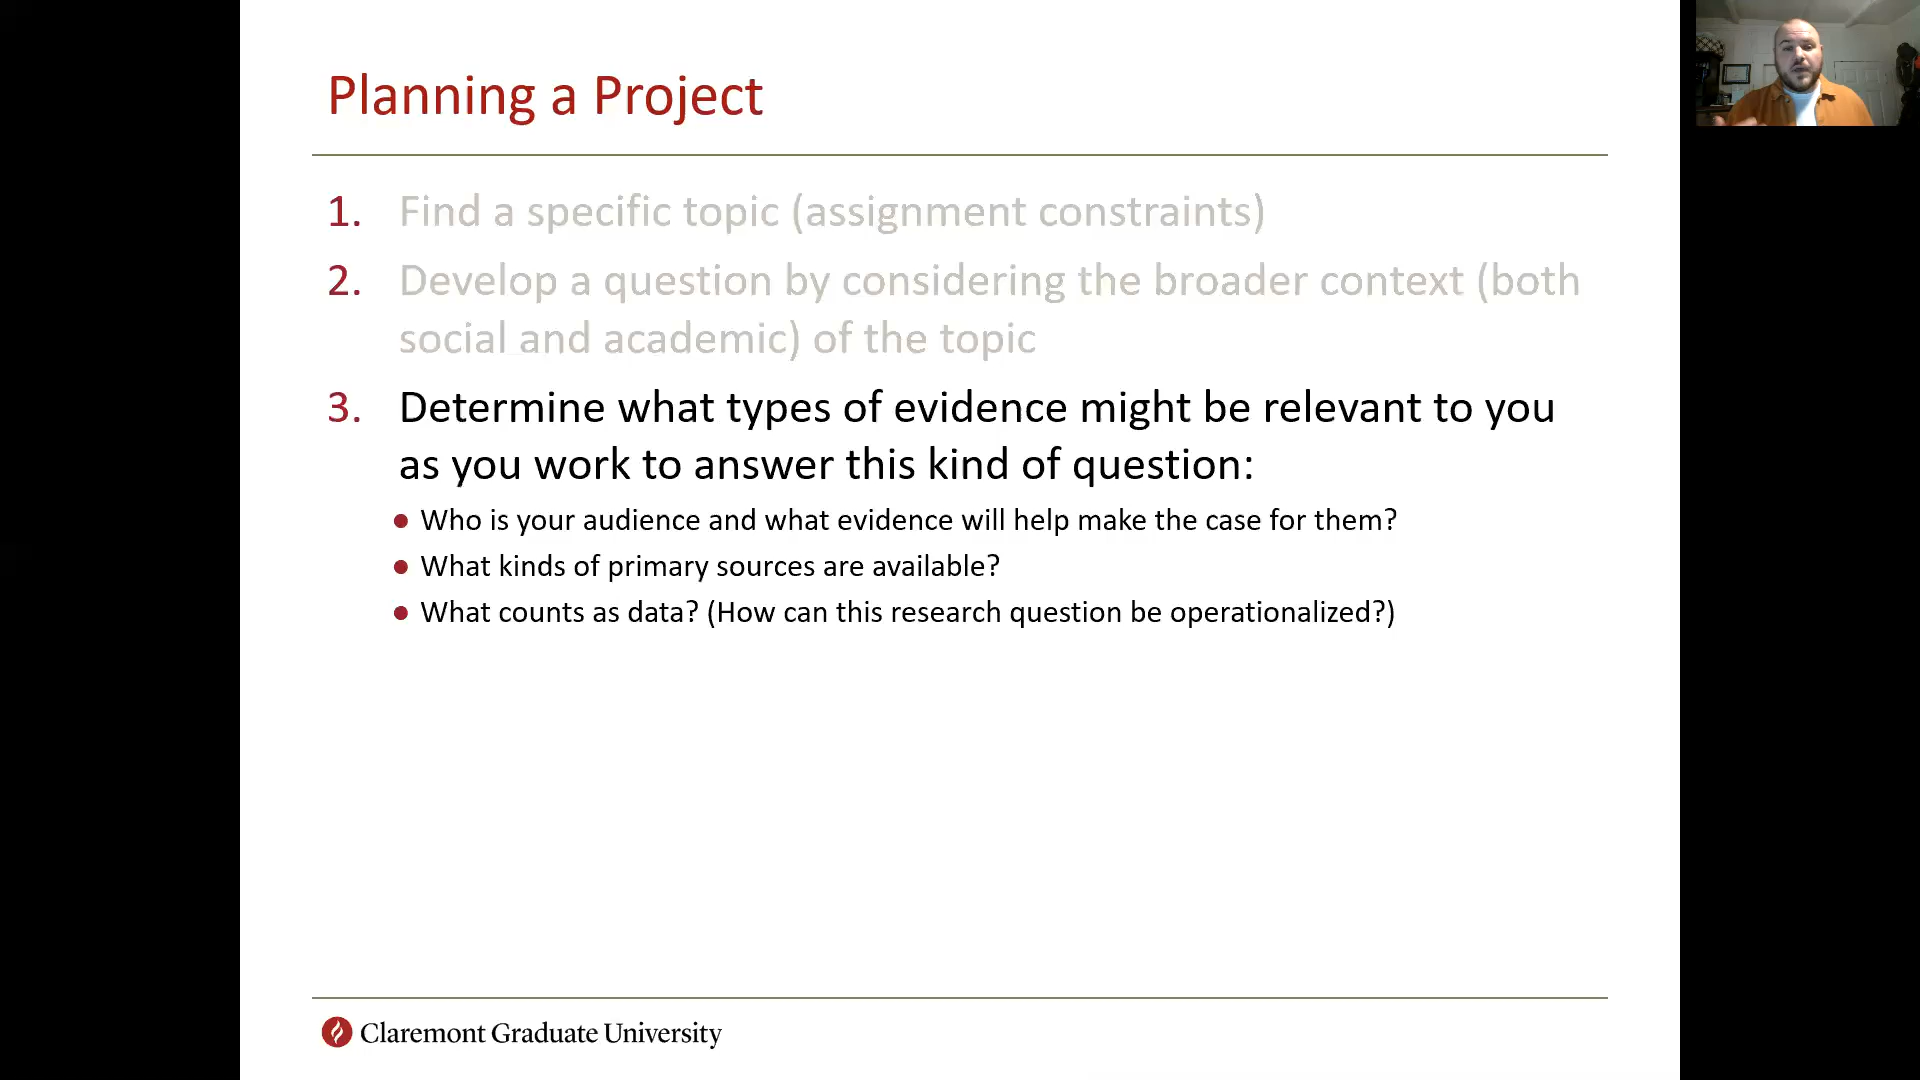 Planning a Project
1. Find a specific topic (assignment constraints)
2. Develop a question by considering the broader context (both
social and academic) of the topic
3. Determine what types of evidence might be relevant to you
as you work to answer this kind of question:
● Who is your audience and what evidence will help make the case for them?
● What kinds of primary sources are available?
● What counts as data? (How can this research question be operationalized?)
Claremont Graduate University